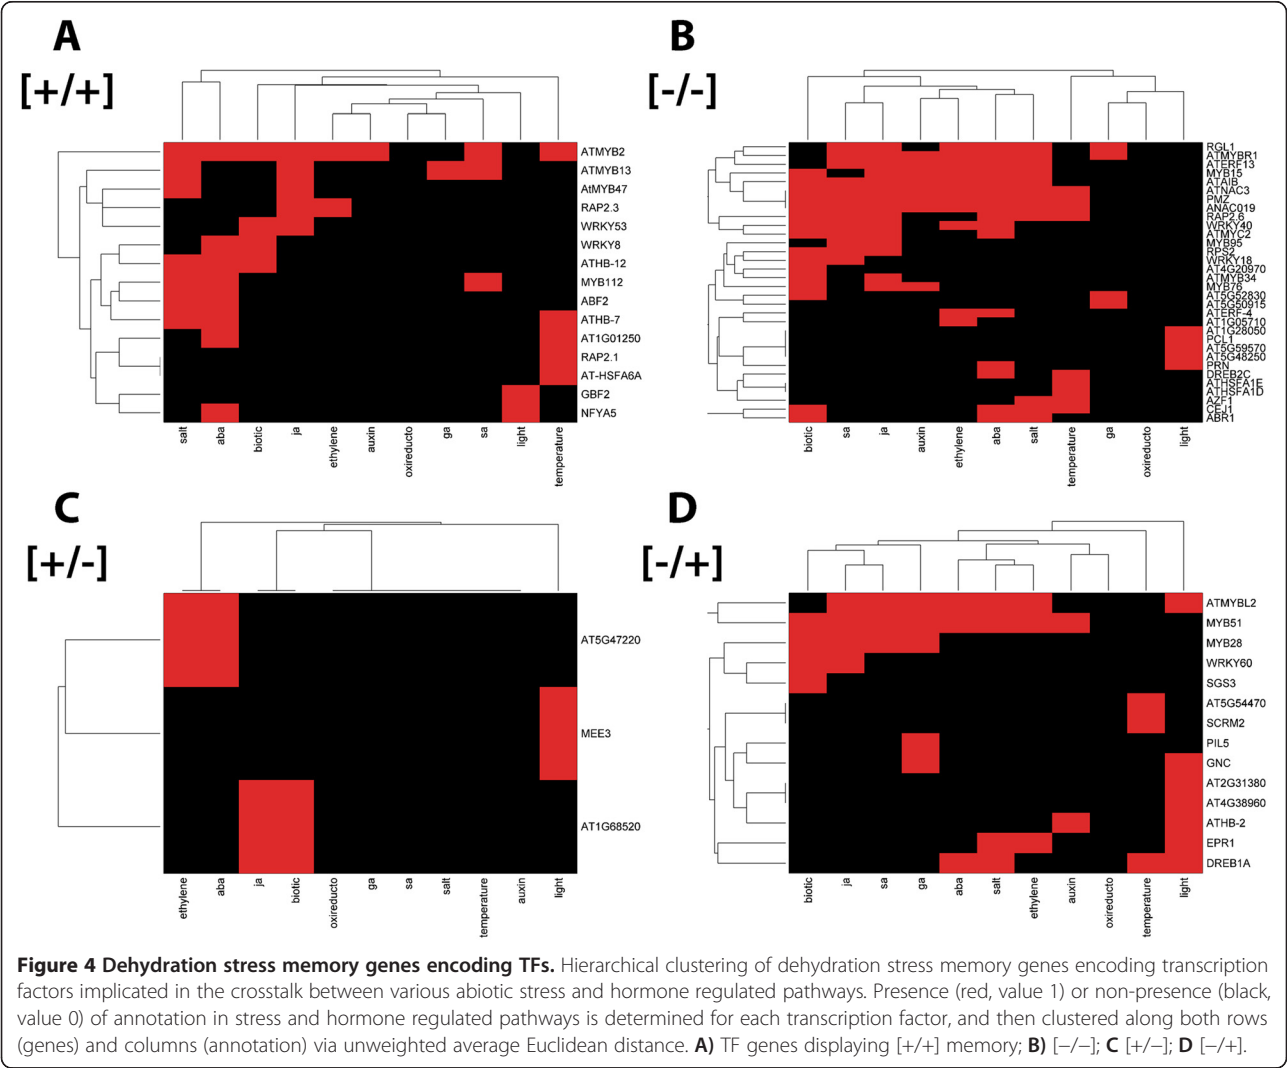 A
[+/+]
ATMYB2
ATMYB13
AtMYB47
RAP2.3
WRKY53
WRKY8
ATHB-12
MYB112
ABF2
ATHB-7
AT1G01250
RAP2.1
AT-HSFA6A
GBF2
NFYA5
salt
aba
biotic
ja
ethylene
auxin
oxireducto
ga
sa
light
temperature
B
[-/-]
RGL1
ATMYBR1
ATERF13
MYB15
ATAIB
ATNAC3
PMZ
ANAC019
RAP2.6
WRKY40
ATMYC2
MYB95
RPS2
WRKY18
AT4G20970
ATMYB34
MYB76
AT5G52830
AT5G50915
ATERF-4
AT1G05710
AT1G28050
PCL1
AT5G59570
AT5G48250
PRN
DREB2C
ATHSFA1E
ATHSFA1D
AZF1
CEJ1
ABR1
biotic
sa
ja
auxin
ethylene
aba
salt
temperature
ga
oxireducto
light
C
[+/-]
AT5G47220
MEE3
AT1G68520
ethylene
aba
ja
biotic
oxireducto
ga
sa
salt
temperature
auxin
light
D
[-/+]
ATMYBL2
MYB51
MYB28
WRKY60
SGS3
AT5G54470
SCRM2
PIL5
GNC
AT2G31380
AT4G38960
ATHB-2
EPR1
DREB1A
biotic
ja
sa
ga
aba
salt
ethylene
auxin
oxireducto
temperature
light
Figure 4 Dehydration stress memory genes encoding TFs. Hierarchical clustering of dehydration stress memory genes encoding transcription
factors implicated in the crosstalk between various abiotic stress and hormone regulated pathways. Presence (red, value 1) or non-presence (black,
value 0) of annotation in stress and hormone regulated pathways is determined for each transcription factor, and then clustered along both rows
(genes) and columns (annotation) via unweighted average Euclidean distance. A) TF genes displaying [+/+] memory; B) [−/−]; C [+/−]; D [−/+].